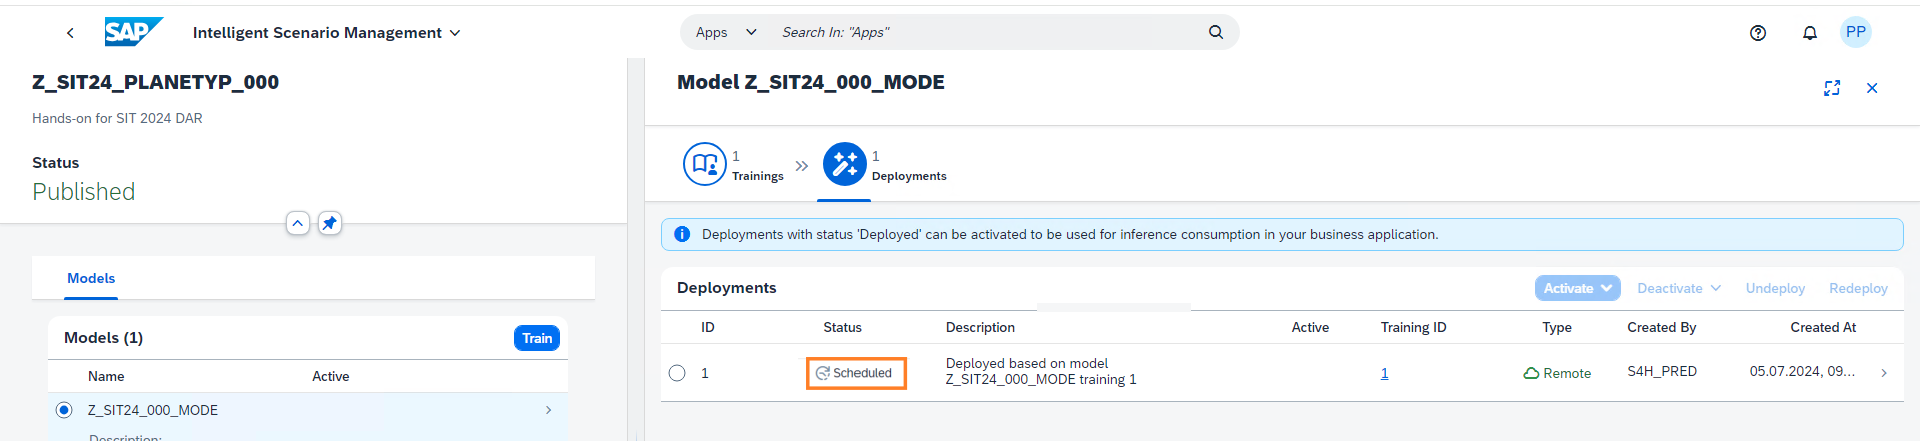 SAP
Intelligent Scenario Management
Apps
Search In: "Apps"
PP
Z_SIT24_PLANETYP_000
Hands-on for SIT 2024 DAR
Status
Published
Models
Models (1)
Train
Name Active
Z_SIT24_000_MODE
Description:
Model Z_SIT24_000_MODE
1
Trainings
1
Deployments
Deployments with status 'Deployed' can be activated to be used for inference consumption in your business application.
Deployments
Activate Deactivate Undeploy Redeploy
ID Status Description Active Training ID Type Created By Created At
1 Scheduled Deployed based on model
Z_SIT24_000_MODE training 1
1 Remote S4H_PRED 05.07.2024, 09...